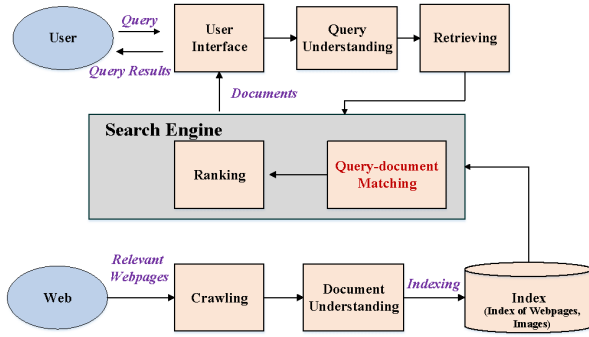 Query
User
User
Interface
Query
Understanding
Retrieving
Query Results
Documents
Search Engine
Ranking
Query-document
Matching
Relevant
Webpages
Web
Crawling
Document
Understanding
Indexing
Index
(Index of Webpages,
Images)